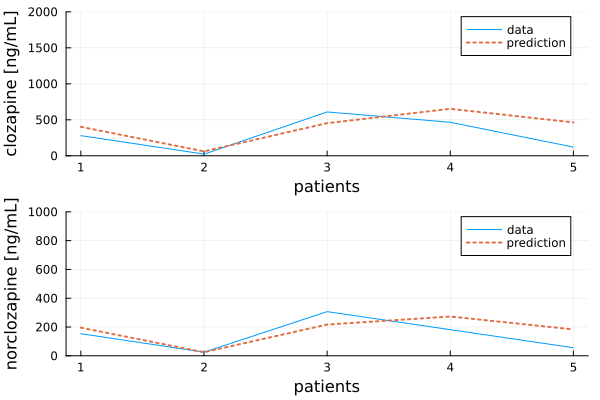 clozapine [ng/mL]
2000
1500
1000
500
0
data
prediction
1 2 3 4 5
patients
norclozapine [ng/mL]
1000
800
600
400
200
0
data
prediction
1 2 3 4 5
patients